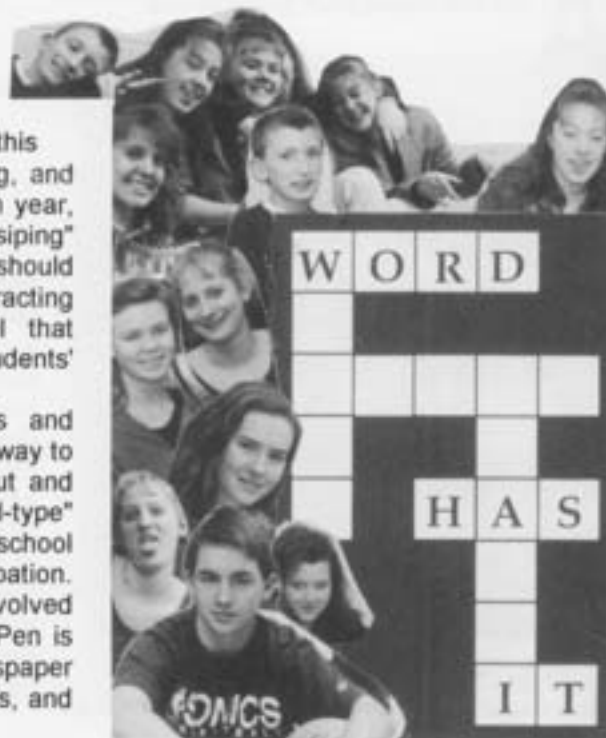 this
g, and
n year,
siping"
should
racting
l that
udents'
s and
way to
ut and
l-type"
school
pation.
volved
Pen is
spaper
s, and
WORD
HAS
IT